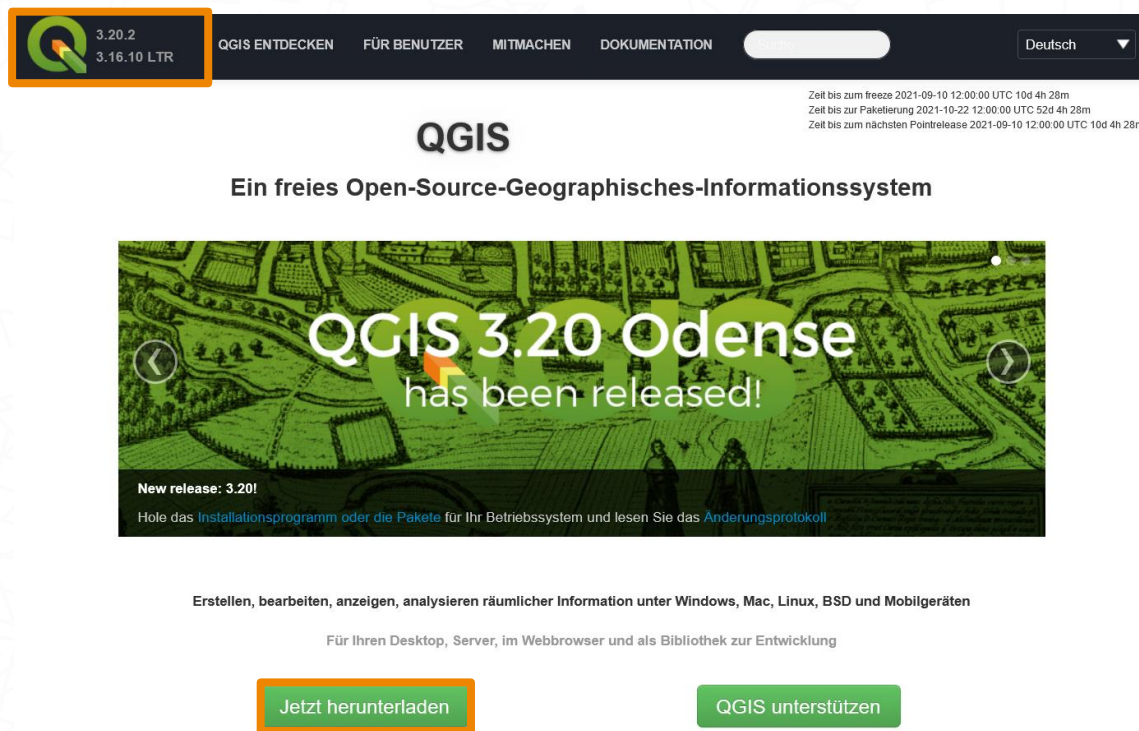 3.20.2
3.16.10 LTR
QGIS ENTDECKEN FÜR BENUTZER MITMACHEN DOKUMENTATION Deutsch
Zeit bis zum freeze 2021-09-10 12:00:00 UTC 10d 4h 28m
Zeit bis zur Paketierung 2021-10-22 12:00:00 UTC 52d 4h 28m
Zeit bis zum nächsten Pointrelease 2021-09-10 12:00:00 UTC 10d 4h 28m
QGIS
Ein freies Open-Source-Geographisches-Informationssystem
QGIS 3.20 Odense
has been released!
New release: 3.20!
Hole das Installationsprogramm oder die Pakete für Ihr Betriebssystem und lesen Sie das Änderungsprotokoll
Erstellen, bearbeiten, anzeigen, analysieren räumlicher Information unter Windows, Mac, Linux, BSD und Mobilgeräten
Für Ihren Desktop, Server, im Webbrowser und als Bibliothek zur Entwicklung
Jetzt herunterladen QGIS unterstützen